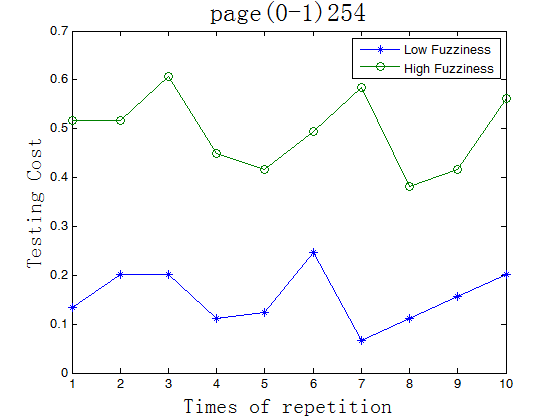 page(0-1)254
Low Fuzziness
High Fuzziness
Testing Cost
0.7
0.6
0.5
0.4
0.3
0.2
0.1
0
1 2 3 4 5 6 7 8 9 10
Times of repetition